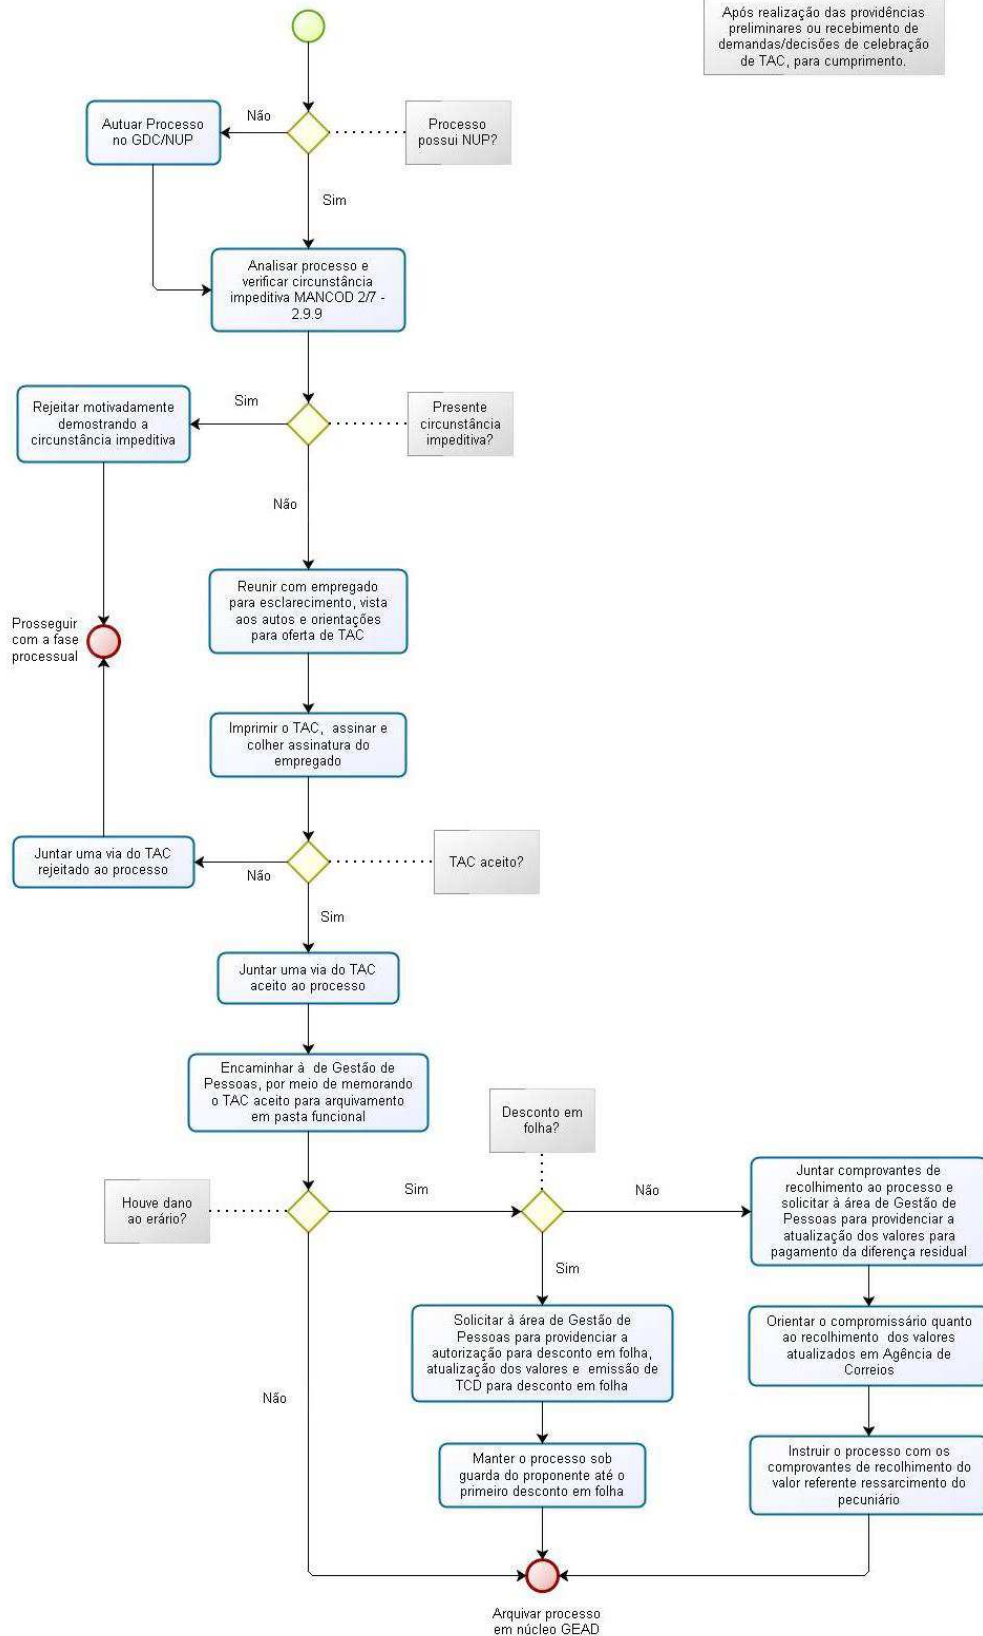 Após realização das providências
preliminares ou recebimento de
demandas/decisões de celebração
de TAC, para cumprimento.
Não
Autuar Processo
no GDC/NUP
Processo
possui NUP?
Sim
Analisar processo e
verificar circunstância
impeditiva MANCOD 2/7 -
2.9.9
Sim
Rejeitar motivadamente
demostrando a
circunstância impeditiva
Presente
circunstância
impeditiva?
Não
Reunir com empregado
para esclarecimento, vista
aos autos e orientações
para oferta de TAC
Prosseguir
com a fase
processual
Imprimir o TAC,  assinar e
colher assinatura do
empregado
Juntar uma via do TAC
rejeitado ao processo
Não
TAC aceito?
Sim
Juntar uma via do TAC
aceito ao processo
Encaminhar à  de Gestão de
Pessoas, por meio de memorando
o TAC aceito para arquivamento
em pasta funcional
Desconto em
folha?
Houve dano
ao erário?
Sim
Não
Juntar comprovantes de
recolhimento ao processo e
solicitar à área de Gestão de
Pessoas para providenciar a
atualização dos valores para
pagamento da diferença residual
Sim
Solicitar à área de Gestão de
Pessoas para providenciar a
autorização para desconto em folha,
atualização dos valores e  emissão de
TCD para desconto em folha
Orientar o compromissário quanto
ao recolhimento  dos valores
atualizados em Agência de
Correios
Não
Manter o processo sob
guarda do proponente até o
primeiro desconto em folha
Instruir o processo com os
comprovantes de recolhimento do
valor referente ressarcimento do
pecuniário
Arquivar processo
em núcleo GEAD